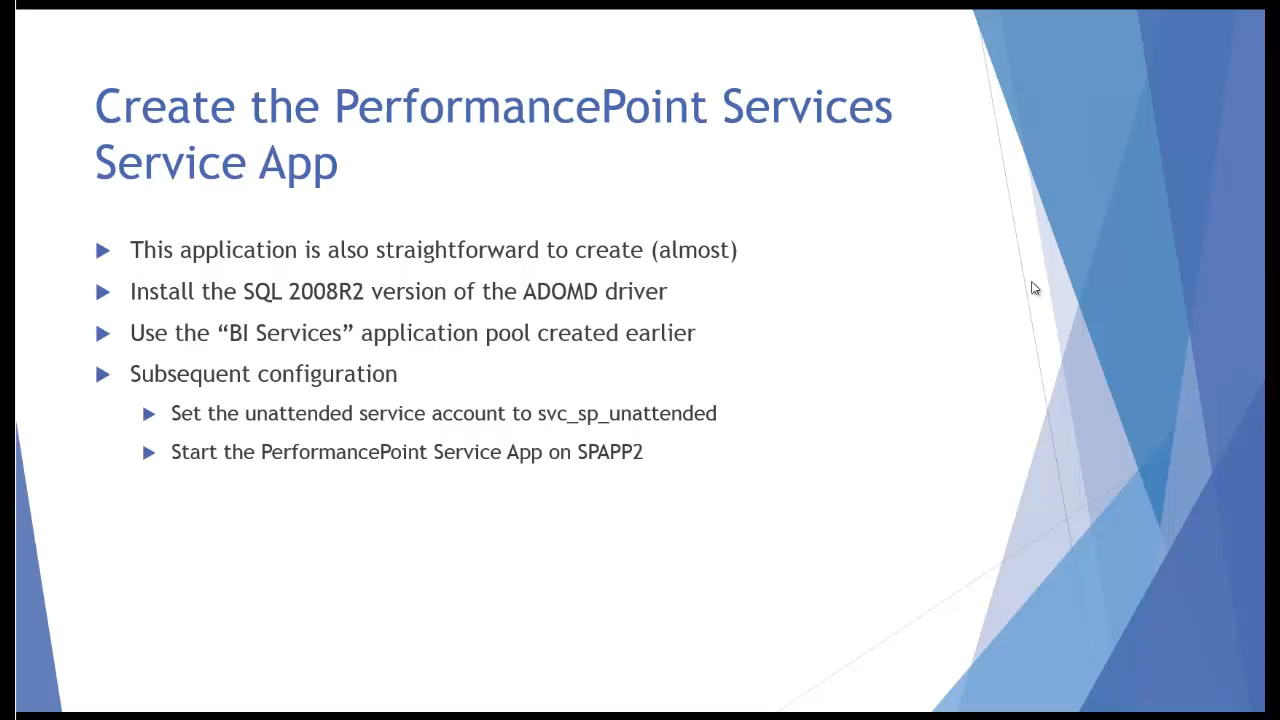 Create the PerformancePoint Services
Service App
This application is also straightforward to create (almost)
Install the SQL 2008R2 version of the ADOMD driver
Use the “BI Services” application pool created earlier
Subsequent configuration
Set the unattended service account to svc_sp_unattended
Start the PerformancePoint Service App on SPAPP2